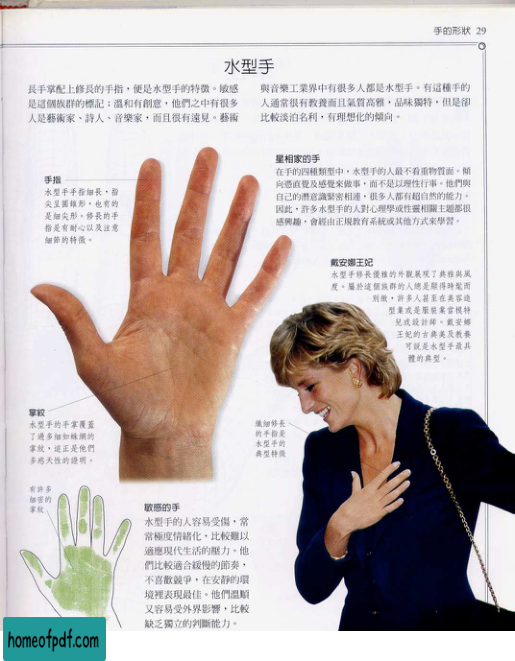 手的形狀 29
水型手
長手掌配上修長的手指，便是水型手的特徵。敏感
是這個族群的標記；溫和有創意，他們之中有很多
人是藝術家、詩人、音樂家，而且很有遠見。藝術
與音樂工業界中有很多人都是水型手。有這種手的
人通常很有教養而且氣質高雅，品味獨特，但是卻
比較淡泊名利，有理想化的傾向。
手指
水型手手指細長，指
尖呈圓錐形，也有的
是細尖形。修長的手
指是有耐心以及注意
細節的特徵。
星相家的手
在手的四種類型中，水型手的人最不看重物質面。傾
向憑直覺及感覺來做事，而不是以理性行事。他們與
自己的潛意識緊密相連，很多人都有超自然的能力。
因此，許多水型手的人對心理學或性靈相關主題都很
感興趣，會經由正規教育系統或其他方式來學習。
戴安娜王妃
水型手修長優雅的外觀展現了典雅與風
度。屬於這個族群的人總是顯得時髦而
別緻，許多人甚至在美容造
型業或是服裝業當模特
兒或設計師。戴安娜
王妃的古典美及教養
可說是水型手最具
體的典型。
掌紋
水型手的手掌覆蓋
了過多細如蛛網的
掌紋，這正是他們
多愁善感天性的證明。
纖細修長
的手指是
水型手的
典型特徵
有許多
細密的
掌紋
敏感的手
水型手的人容易受傷，常
常極度情緒化，比較難以
適應現代生活的壓力。他
們比較適合緩慢的節奏，
不喜歡競爭，在安靜的環
境裡表現最佳。他們溫順
又容易受外界影響，比較
缺乏獨立的判斷能力。
homeofpdf.com